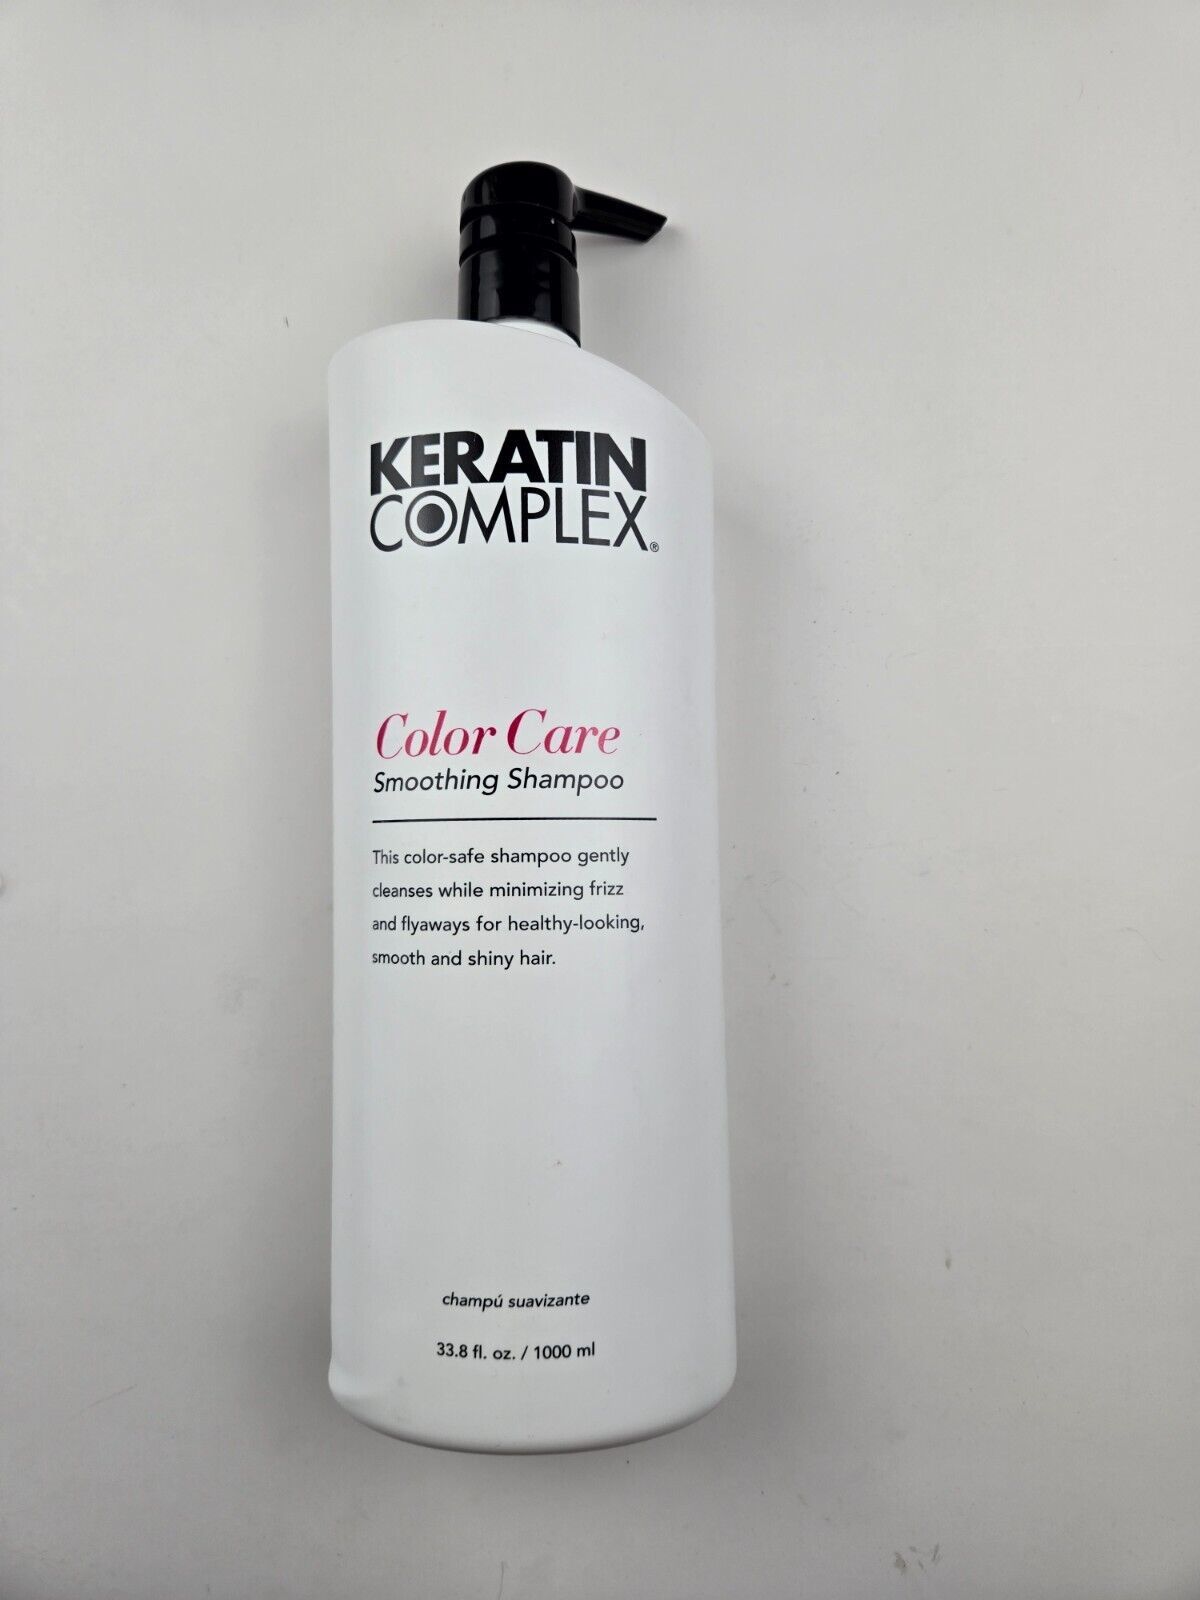 KERATIN
COMPLEX®
Color Care
Smoothing Shampoo
This color-safe shampoo gently
cleanses while minimizing frizz
and flyaways for healthy-looking,
smooth and shiny hair.
champú suavizante
33.8 fl. oz. / 1000 ml